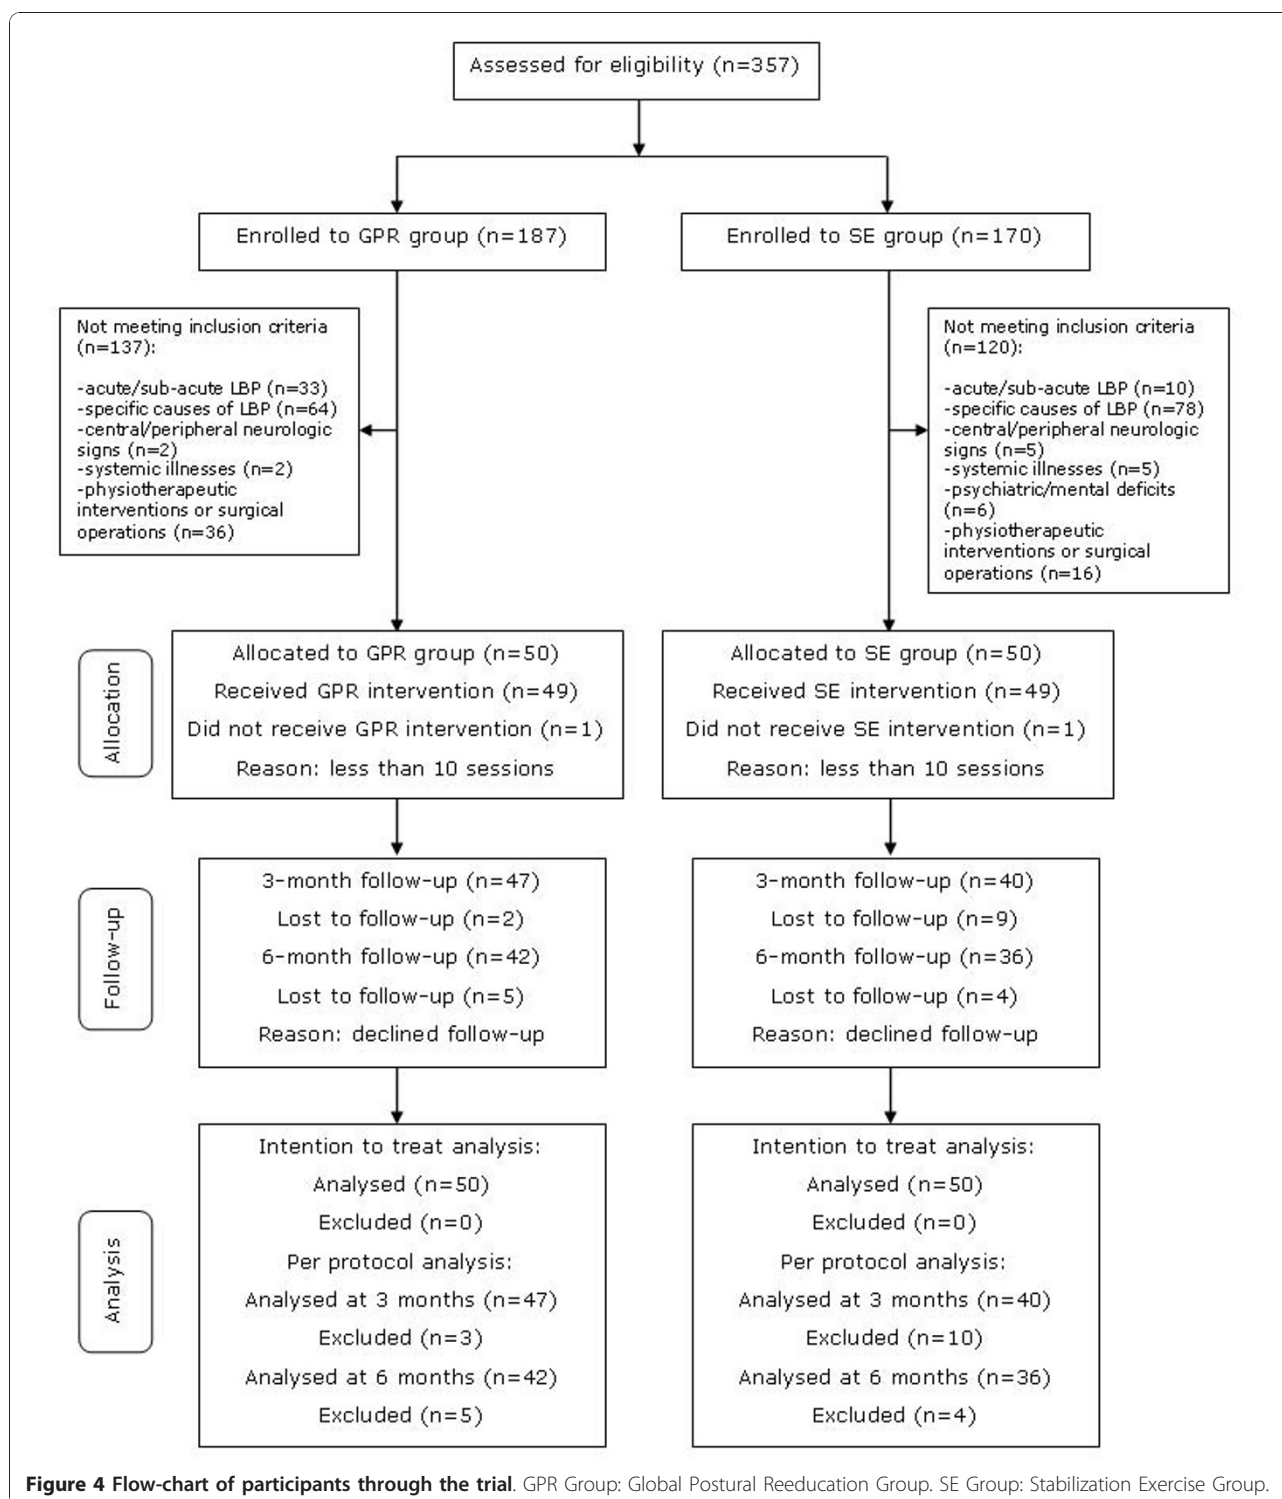 Assessed for eligibility (n=357)
Enrolled to GPR group (n=187)
Enrolled to SE group (n=170)
Not meeting inclusion criteria
(n=137):
-acute/sub-acute LBP (n=33)
-specific causes of LBP (n=64)
-central/peripheral neurologic
signs (n=2)
-systemic illnesses (n=2)
-physiotherapeutic
interventions or surgical
operations (n=36)
Not meeting inclusion criteria
(n=120):
-acute/sub-acute LBP (n=10)
-specific causes of LBP (n=78)
-central/peripheral neurologic
signs (n=5)
-systemic illnesses (n=5)
-psychiatric/mental deficits
(n=6)
-physiotherapeutic
interventions or surgical
operations (n=16)
Allocation
Allocated to GPR group (n=50)
Received GPR intervention (n=49)
Did not receive GPR intervention (n=1)
Reason: less than 10 sessions
Allocated to SE group (n=50)
Received SE intervention (n=49)
Did not receive SE intervention (n=1)
Reason: less than 10 sessions
Follow-up
3-month follow-up (n=47)
Lost to follow-up (n=2)
6-month follow-up (n=42)
Lost to follow-up (n=5)
Reason: declined follow-up
3-month follow-up (n=40)
Lost to follow-up (n=9)
6-month follow-up (n=36)
Lost to follow-up (n=4)
Reason: declined follow-up
Analysis
Intention to treat analysis:
Analysed (n=50)
Excluded (n=0)
Per protocol analysis:
Analysed at 3 months (n=47)
Excluded (n=3)
Analysed at 6 months (n=42)
Excluded (n=5)
Intention to treat analysis:
Analysed (n=50)
Excluded (n=0)
Per protocol analysis:
Analysed at 3 months (n=40)
Excluded (n=10)
Analysed at 6 months (n=36)
Excluded (n=4)
Figure 4 Flow-chart of participants through the trial. GPR Group: Global Postural Reeducation Group. SE Group: Stabilization Exercise Group.